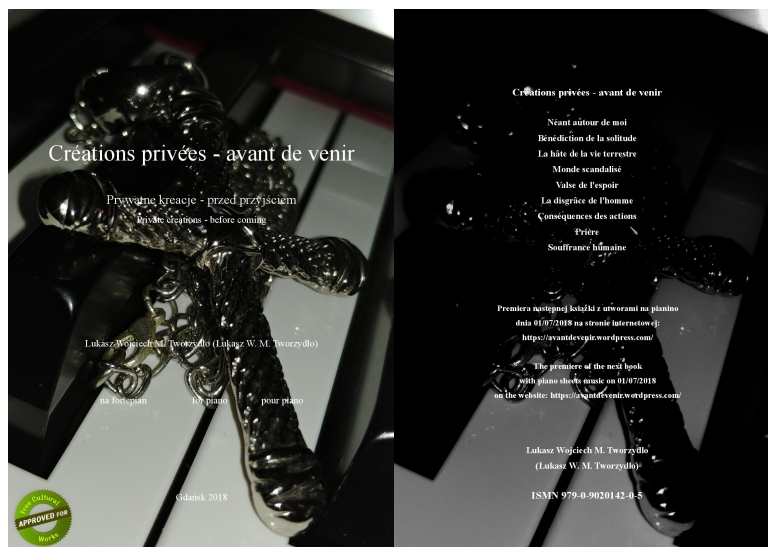 Créations privées - avant de venir
Prywatne kreacje - przed przyjściem
Private creations - before coming
Lukasz Wojciech M. Tworzydlo (Lukasz W. M. Tworzydlo)
na fortepian for piano pour piano
Gdańsk 2018
Free Cultural
APPROVED FOR
Works
Créations privées - avant de venir
Néant autour de moi
Bénédiction de la solitude
La hâte de la vie terrestre
Monde scandalisé
Valse de l'espoir
La disgrâce de l'homme
Conséquences des actions
Prière
Souffrance humaine
Premiera następnej książki z utworami na pianino
dnia 01/07/2018 na stronie internetowej:
https://avantdevenir.wordpress.com/
The premiere of the next book
with piano sheets music on 01/07/2018
on the website: https://avantdevenir.wordpress.com/
Lukasz Wojciech M. Tworzydlo
(Lukasz W. M. Tworzydlo)
ISMN 979-0-9020142-0-5